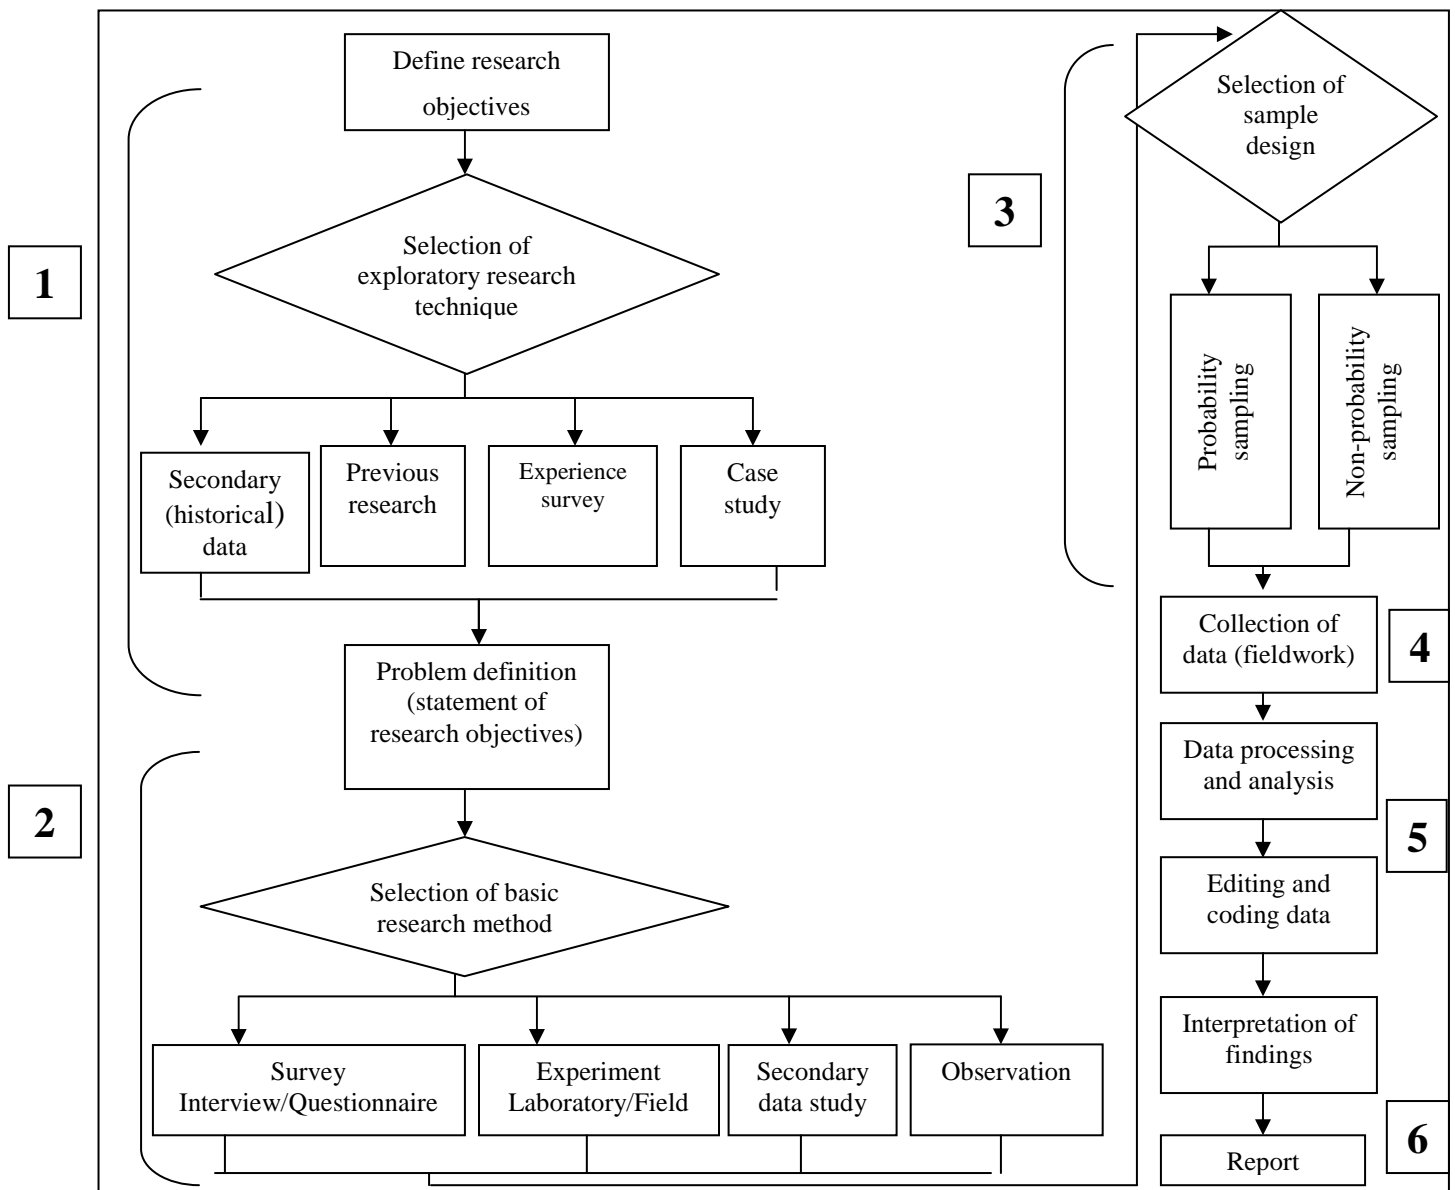 1
Define research
objectives
Selection of
exploratory research
technique
Secondary
(historical)
data
Previous
research
Experience
survey
Case
study
Problem definition
(statement of
research objectives)
2
Selection of basic
research method
Survey
Interview/Questionnaire
Experiment
Laboratory/Field
Secondary
data study
Observation
3
Selection of
sample
design
Probability
sampling
Non-probability
sampling
Collection of
data (fieldwork)
4
Data processing
and analysis
5
Editing and
coding data
Interpretation of
findings
6
Report